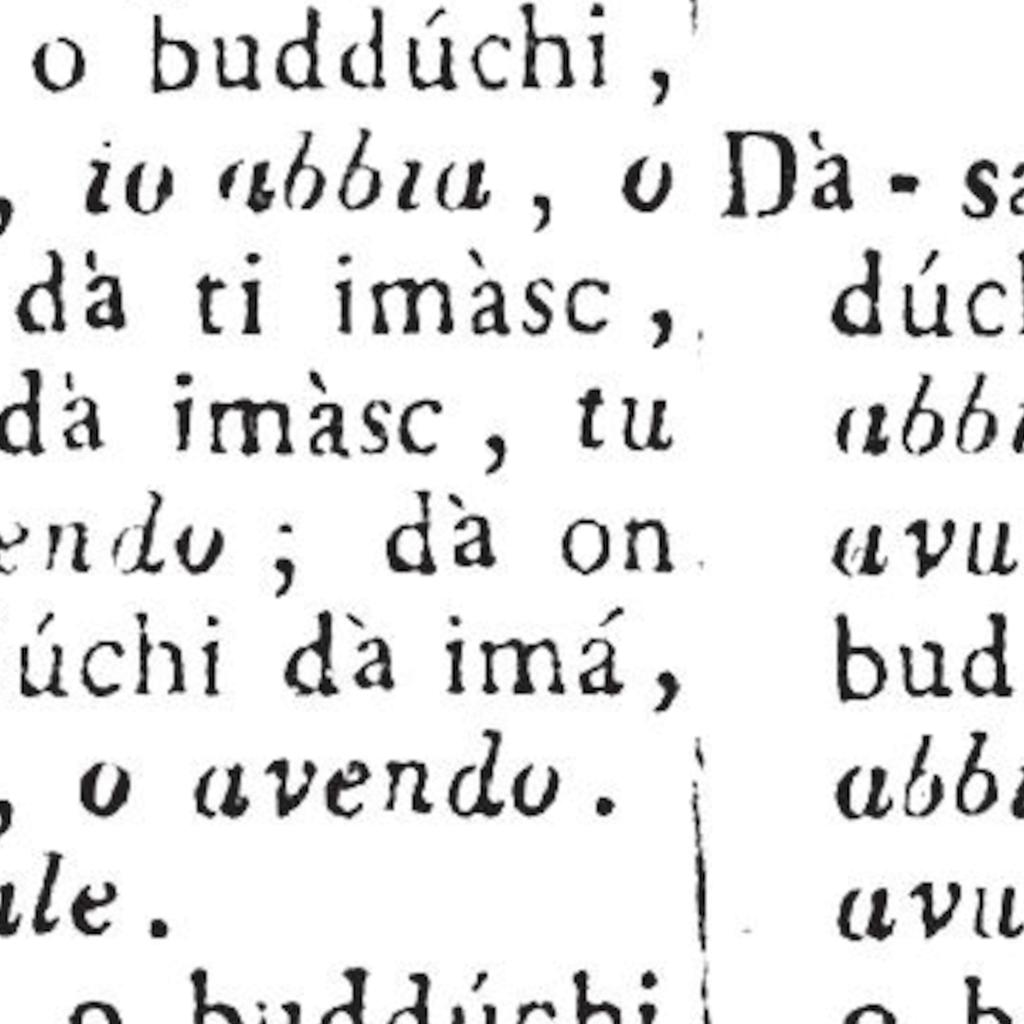 o buddúchi,
, io abbia, o
dà ti imàsc,
dà imàsc, tu
endo; dà on
úchi dà imá,
, o avendo.
ale.
o buddúchi
Dà-sa
dúch
abbi
avu
bud
abbi
avu
o b